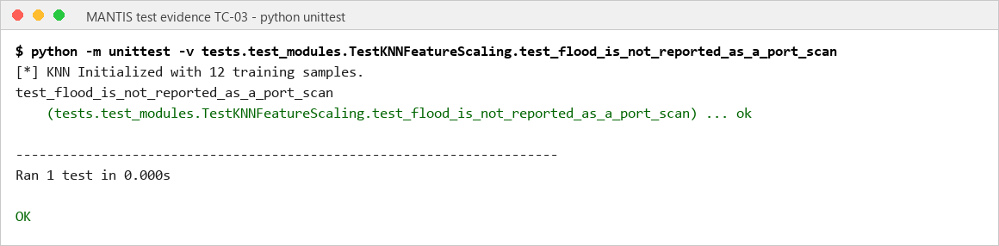 MANTIS test evidence TC-03 - python unittest
$ python -m unittest -v tests.test_modules.TestKNNFeatureScaling.test_flood_is_not_reported_as_a_port_scan
[*] KNN Initialized with 12 training samples.
test_flood_is_not_reported_as_a_port_scan
(tests.test_modules.TestKNNFeatureScaling.test_flood_is_not_reported_as_a_port_scan) ... ok
----------------------------------------------------------------------
Ran 1 test in 0.000s
OK